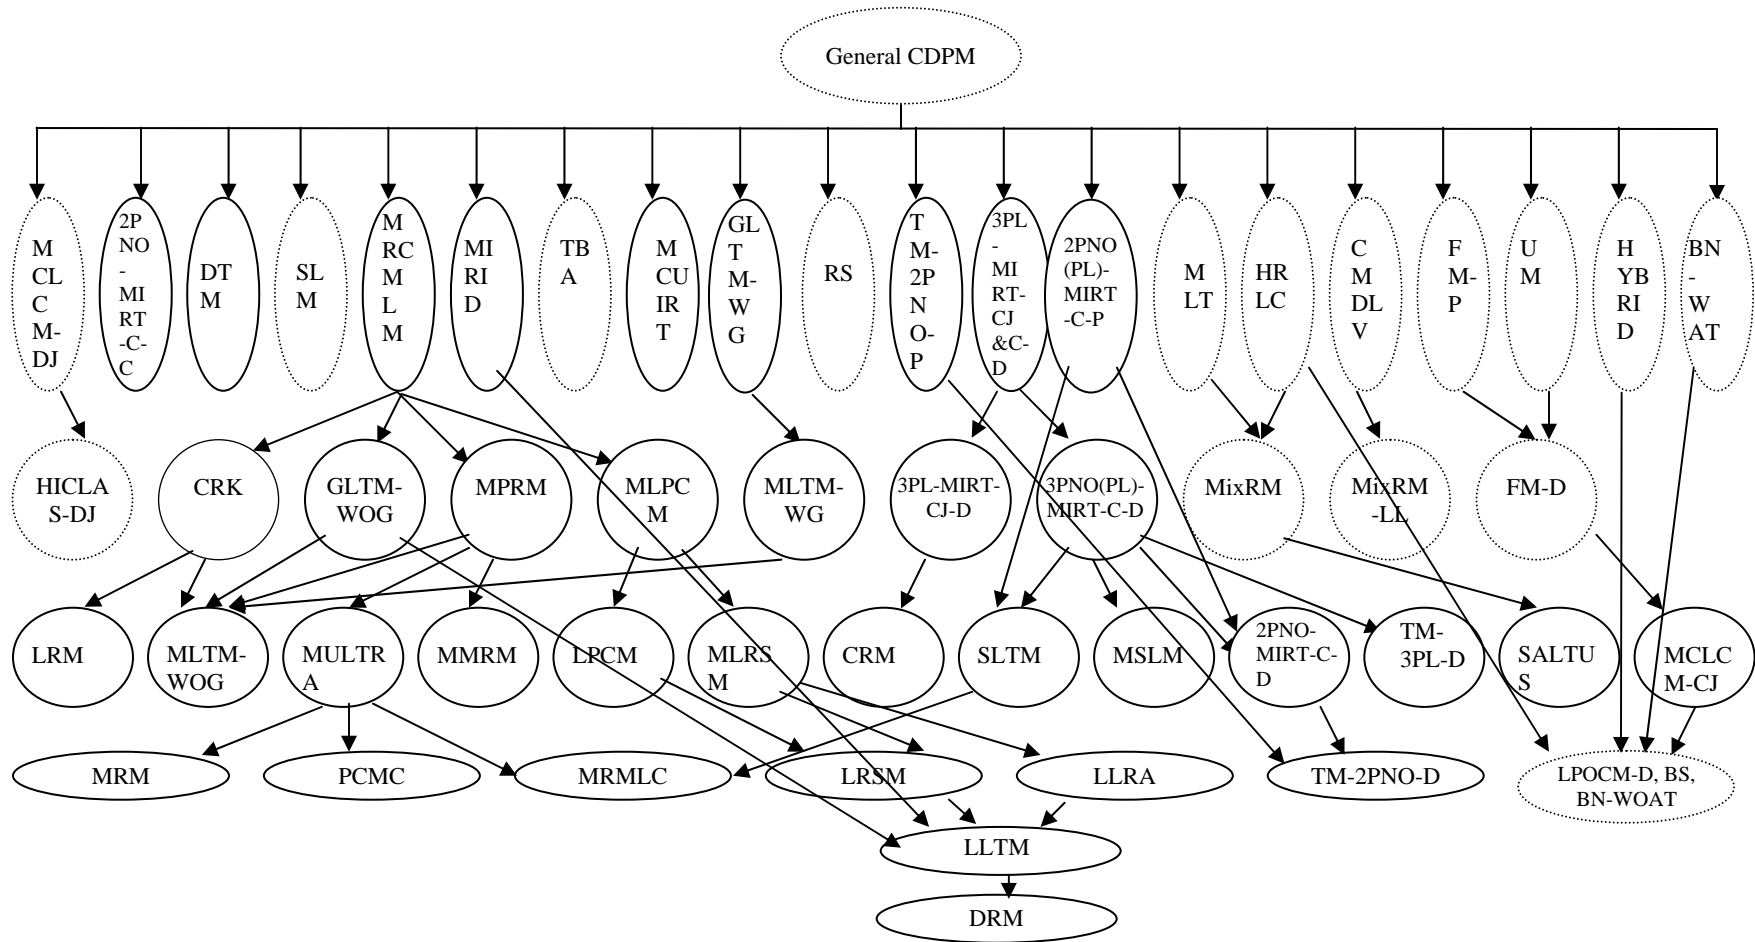 General CDPM
M
CLC
M-
DJ
2P
NO
-
MI
RT
-C-
C
DT
M
SL
M
M
RC
M
L
M
MI
RI
D
TB
A
M
CU
IR
T
GL
T
M-
W
G
RS
T
M-
2P
N
O-
P
3PL
-
MI
RT-
CJ
&C-
D
2PNO
(PL)-
MIRT
-C-P
M
LT
HR
LC
C
M
DL
V
F
M-
P
U
M
H
YB
RI
D
BN
-
W
AT
HICLA
S-DJ
CRK
GLTM-
WOG
MPRM
MLPC
M
MLTM-
WG
3PL-MIRT-
CJ-D
3PNO(PL)-
MIRT-C-D
MixRM
MixRM
-LL
FM-D
LRM
MLTM-
WOG
MULTR
A
MMRM
LPCM
MLRS
M
CRM
SLTM
MSLM
2PNO-
MIRT-C-
D
TM-
3PL-D
SALTU
S
MCLC
M-CJ
MRM
PCMC
MRMLC
LRSM
LLRA
TM-2PNO-D
LPOCM-D, BS,
BN-WOAT
LLTM
DRM